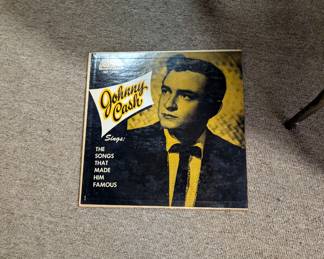 Johnny
Cash
Sings:
THE
SONGS
THAT
MADE
HIM
FAMOUS